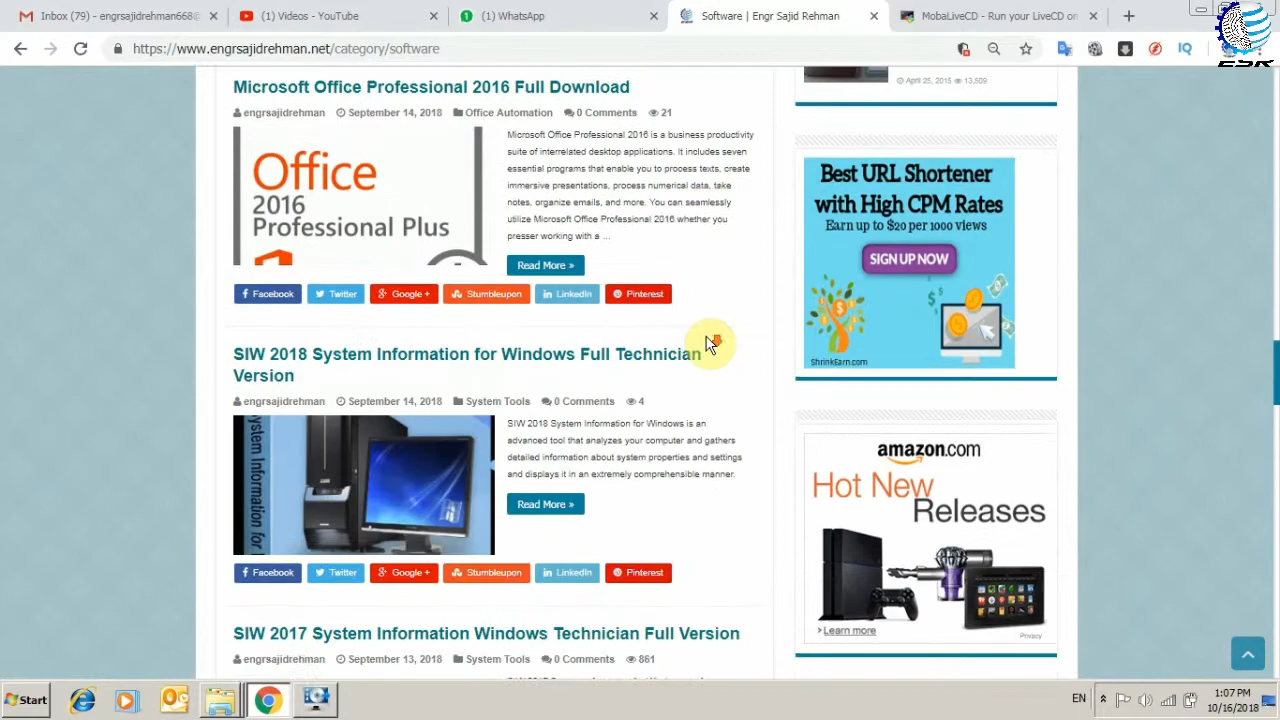 Inbox (79) - engrsajidrehman668@
(1) Videos - YouTube
(1) WhatsApp
Software | Engr Sajid Rehman
MobaLiveCD - Run your LiveCD on
https://www.engrsajidrehman.net/category/software
IQ
ESR
Microsoft Office Professional 2016 Full Download
engrsajidrehman September 14, 2018 Office Automation 0 Comments 21
Office
2016
Professional Plus
Microsoft Office Professional 2016 is a business productivity
suite of interrelated desktop applications. It includes seven
essential programs that enable you to process texts, create
immersive presentations, process numerical data, take
notes, organize emails, and more. You can seamlessly
utilize Microsoft Office Professional 2016 whether you
presser working with a ...
Read More »
Facebook Twitter Google + Stumbleupon LinkedIn Pinterest
SIW 2018 System Information for Windows Full Technician
Version
engrsajidrehman September 14, 2018 System Tools 0 Comments 4
System Information for
SIW 2018 System Information for Windows is an
advanced tool that analyzes your computer and gathers
detailed information about system properties and settings
and displays it in an extremely comprehensible manner.
Read More »
Facebook Twitter Google + Stumbleupon LinkedIn Pinterest
SIW 2017 System Information Windows Technician Full Version
engrsajidrehman September 13, 2018 System Tools 0 Comments 861
April 25, 2015 13,509
Best URL Shortener
with High CPM Rates
Earn up to $20 per 1000 views
SIGN UP NOW
ShrinkEarn.com
amazon.com
Hot New
Releases
Learn more
Privacy
Start
EN
1:07 PM
10/16/2018